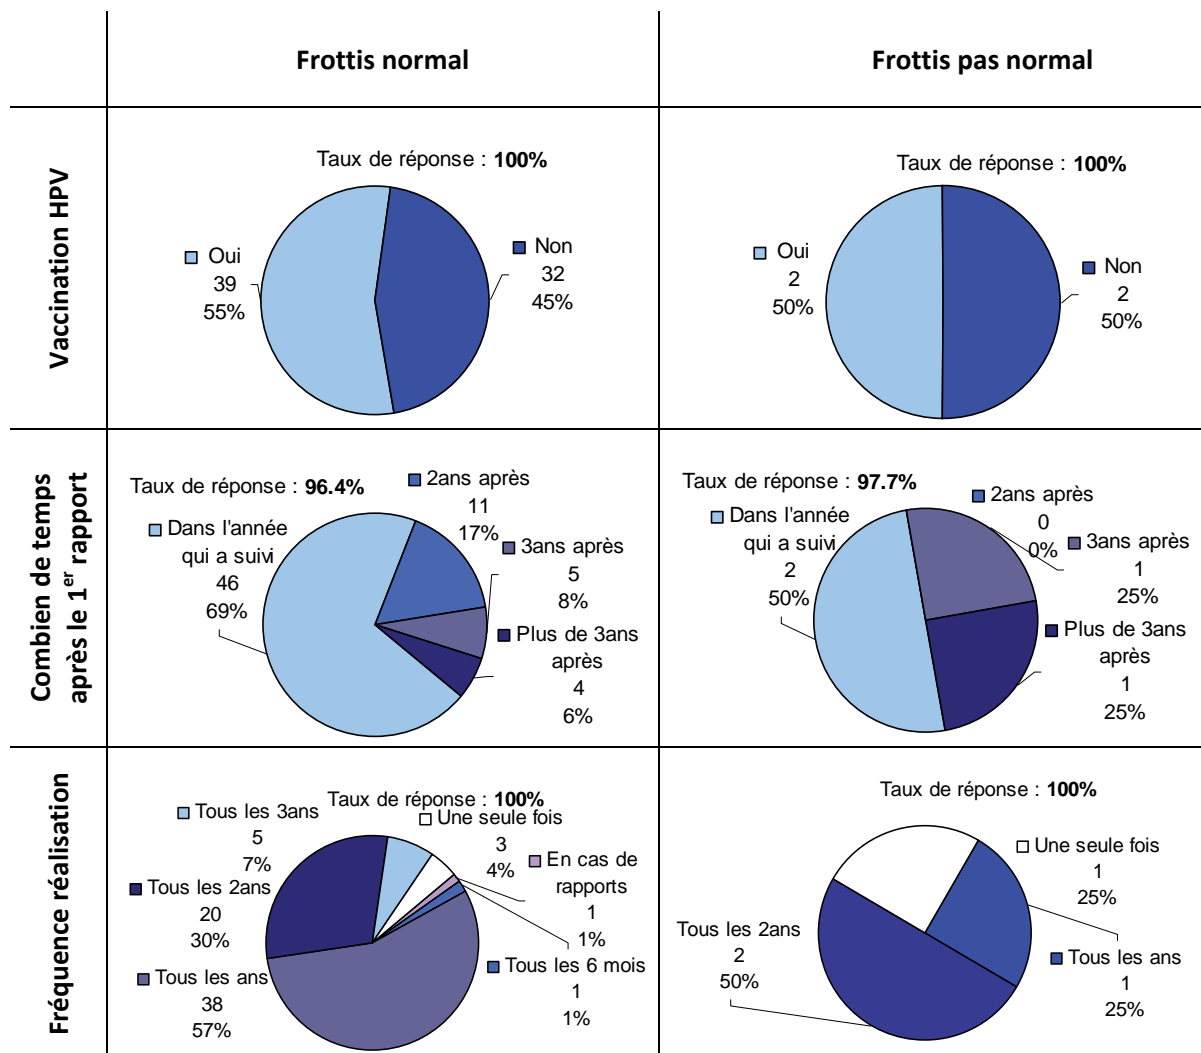 Frottis normal
Frottis pas normal
Vaccination HPV
Taux de réponse : 100%
Oui
39
55%
Non
32
45%
Taux de réponse : 100%
Oui
2
50%
Non
2
50%
Combien de temps
après le 1er rapport
Taux de réponse : 96.4%
Dans l'année
qui a suivi
46
69%
2ans après
11
17%
3ans après
5
8%
Plus de 3ans
après
4
6%
Taux de réponse : 97.7%
Dans l'année
qui a suivi
2
50%
2ans après
0
0%
3ans après
1
25%
Plus de 3ans
après
1
25%
Fréquence réalisation
Taux de réponse : 100%
Tous les 3ans
5
7%
Une seule fois
3
4%
En cas de
rapports
1
1%
Tous les 2ans
20
30%
Tous les ans
38
57%
Tous les 6 mois
1
1%
Taux de réponse : 100%
Une seule fois
1
25%
Tous les 2ans
2
50%
Tous les ans
1
25%